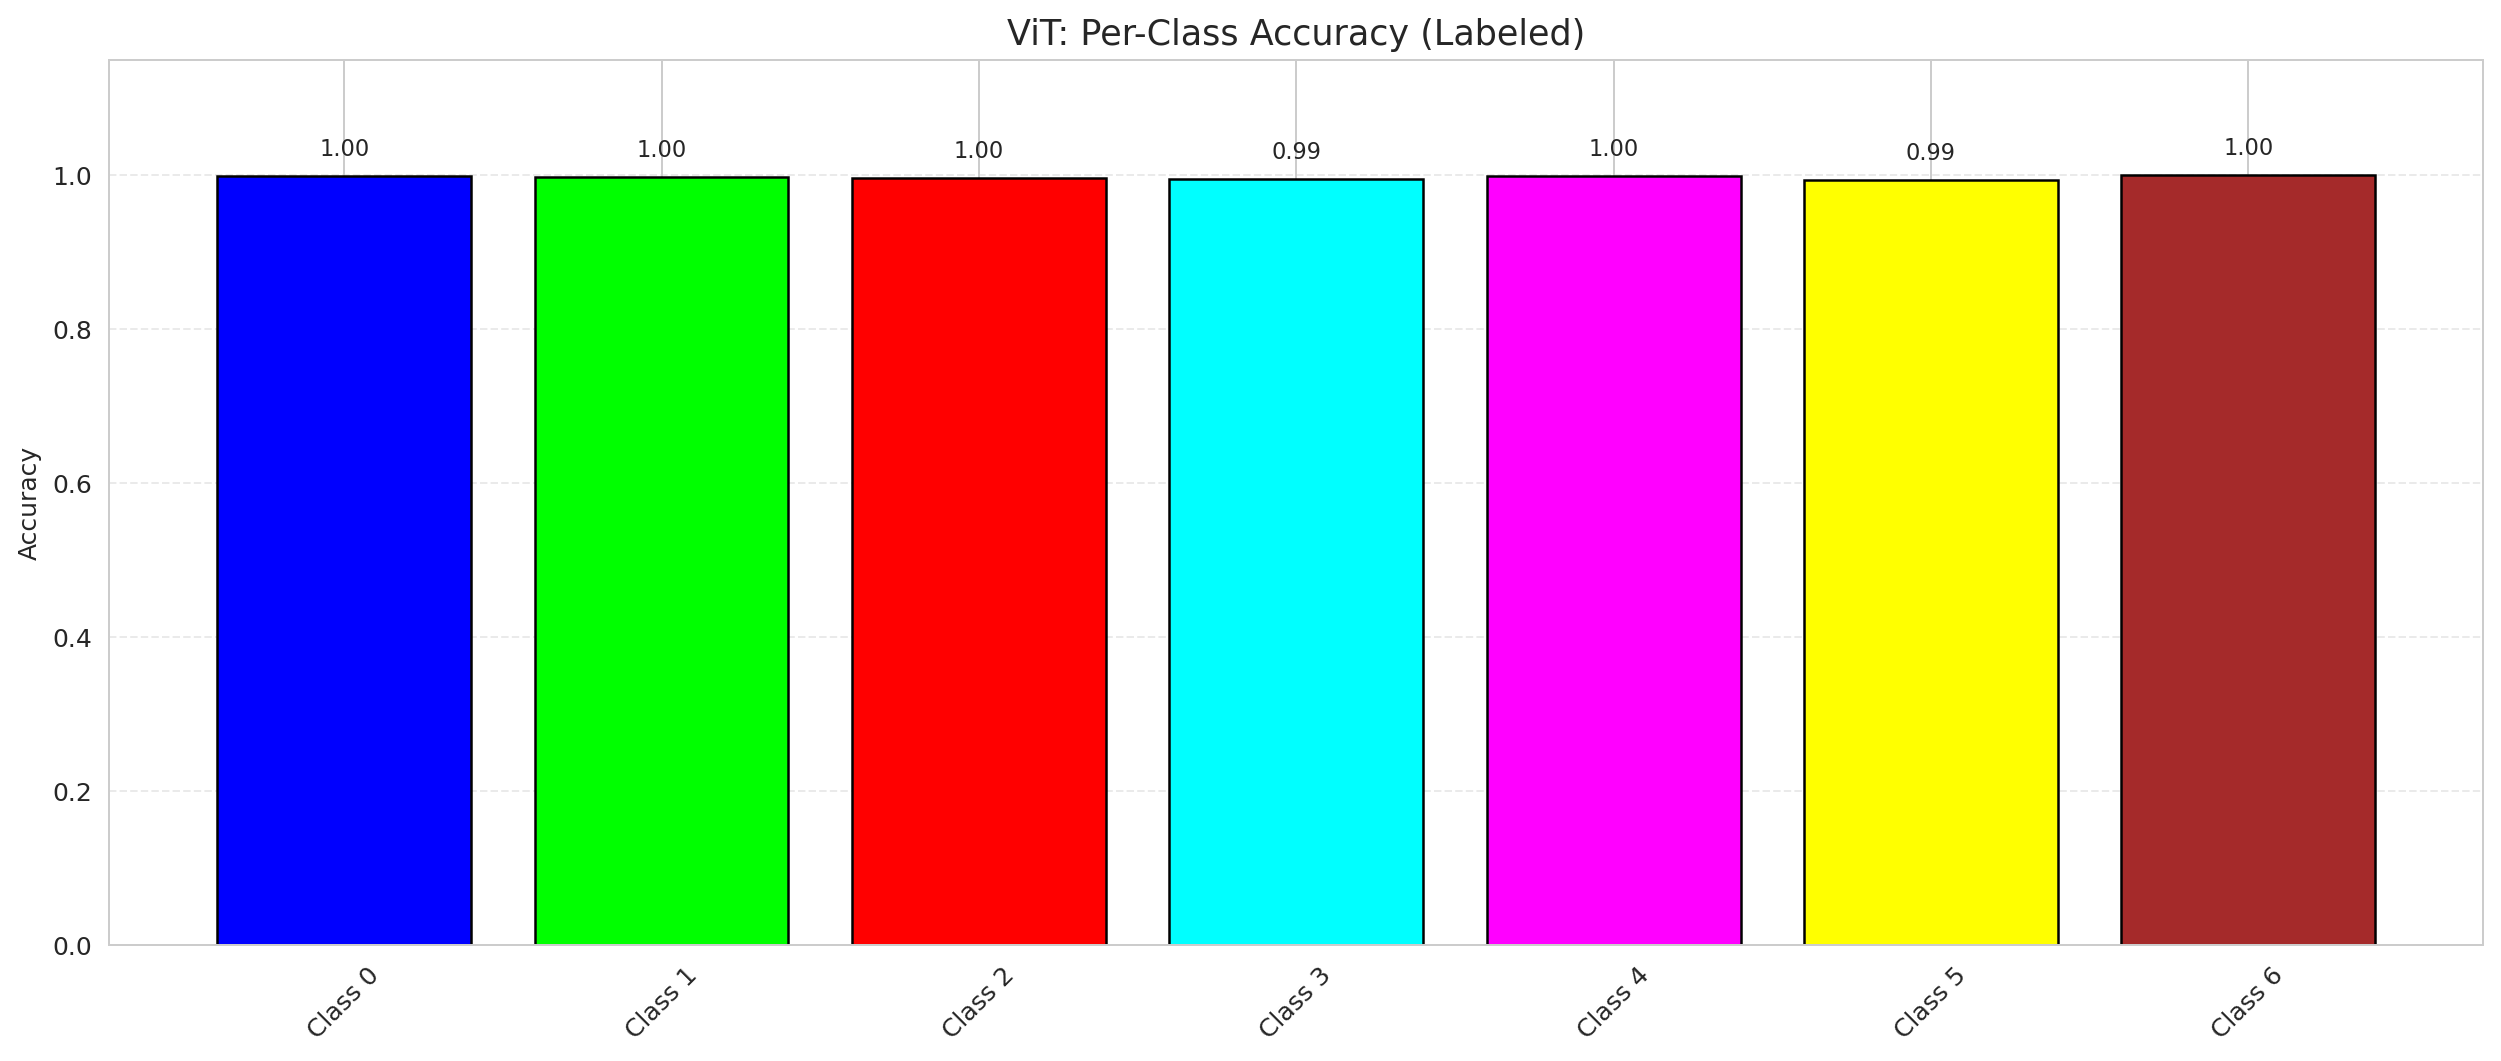 ViT: Per-Class Accuracy (Labeled)
1.00
1.00
1.00
0.99
1.00
0.99
1.00
1.0
0.8
0.6
0.4
0.2
0.0
Accuracy
Class 0
Class 1
Class 2
Class 3
Class 4
Class 5
Class 6